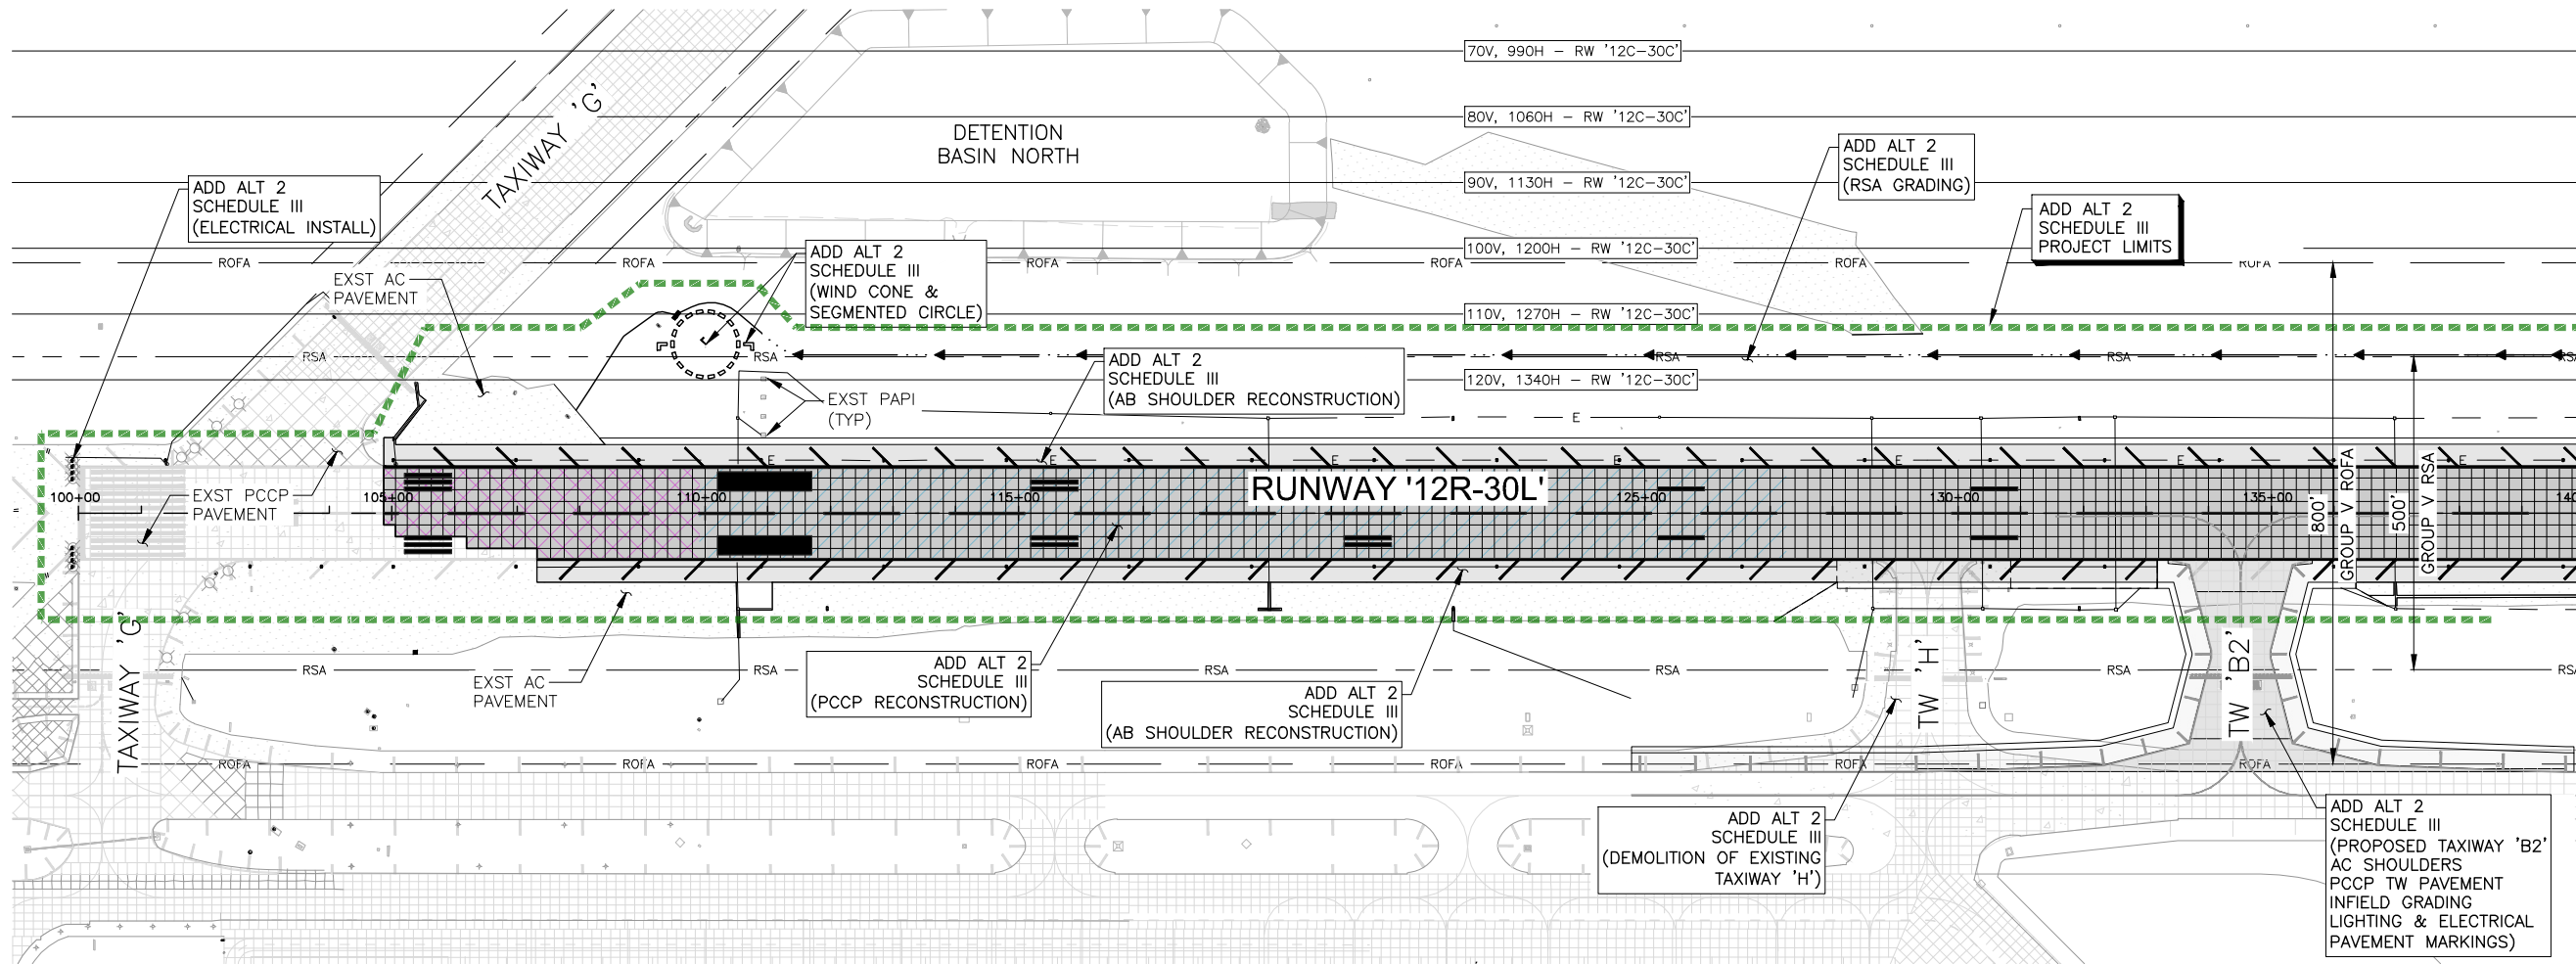 70V, 990H – RW '12C–30C'
80V, 1060H – RW '12C–30C'
90V, 1130H – RW '12C–30C'
100V, 1200H – RW '12C–30C'
110V, 1270H – RW '12C–30C'
120V, 1340H – RW '12C–30C'
TAXIWAY 'G'
DETENTION
BASIN NORTH
ADD ALT 2
SCHEDULE III
(RSA GRADING)
ADD ALT 2
SCHEDULE III
(ELECTRICAL INSTALL)
ADD ALT 2
SCHEDULE III
PROJECT LIMITS
ADD ALT 2
SCHEDULE III
(WIND CONE &
SEGMENTED CIRCLE)
ROFA
ROFA
ROFA
ROFA
ROFA
ROFA
EXST AC
PAVEMENT
RSA
RSA
RSA
RSA
RSA
ADD ALT 2
SCHEDULE III
(AB SHOULDER RECONSTRUCTION)
EXST PAPI
(TYP)
E
E
E
E
E
E
E
100+00
105+00
110+00
115+00
RUNWAY '12R-30L'
125+00
130+00
135+00
140
EXST PCCP
PAVEMENT
800'
GROUP V ROFA
500'
GROUP V RSA
TAXIWAY 'G'
RSA
RSA
RSA
RSA
RSA
RSA
EXST AC
PAVEMENT
ADD ALT 2
SCHEDULE III
(PCCP RECONSTRUCTION)
ADD ALT 2
SCHEDULE III
(AB SHOULDER RECONSTRUCTION)
TW 'H'
TW 'B2'
ROFA
ROFA
ROFA
ROFA
ROFA
ROFA
ADD ALT 2
SCHEDULE III
(DEMOLITION OF EXISTING
TAXIWAY 'H')
ADD ALT 2
SCHEDULE III
(PROPOSED TAXIWAY 'B2'
AC SHOULDERS
PCCP TW PAVEMENT
INFIELD GRADING
LIGHTING & ELECTRICAL
PAVEMENT MARKINGS)